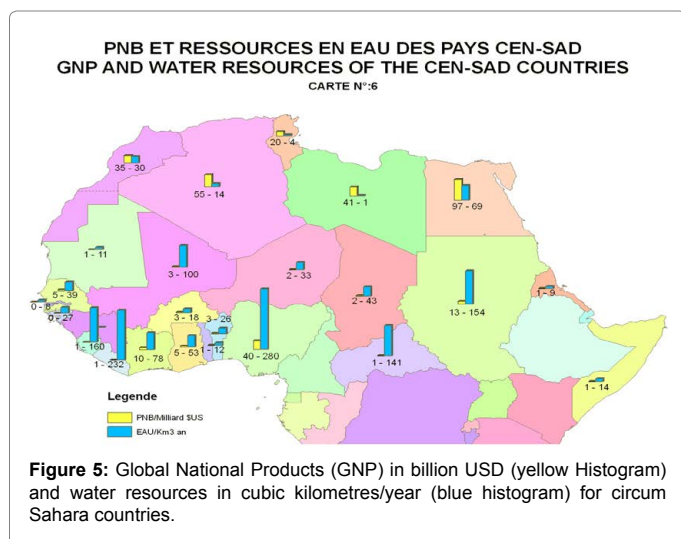 PNB ET RESSOURCES EN EAU DES PAYS CEN-SAD
GNP AND WATER RESOURCES OF THE CEN-SAD COUNTRIES
CARTE N°:6
20 - 4
35 - 30
55 - 14
41 - 1
97 - 69
1 - 11
3 - 100
2 - 33
2 - 43
13 - 154
1 - 9
0 - 8
5 - 39
0 - 27
3 - 18
3 - 26
1 - 160
1 - 232
10 - 78
5 - 53
1 - 12
40 - 280
1 - 141
1 - 14
Legende
PNB/Milliard $US
EAU/Km3 an
Figure 5: Global National Products (GNP) in billion USD (yellow Histogram)
and water resources in cubic kilometres/year (blue histogram) for circum
Sahara countries.